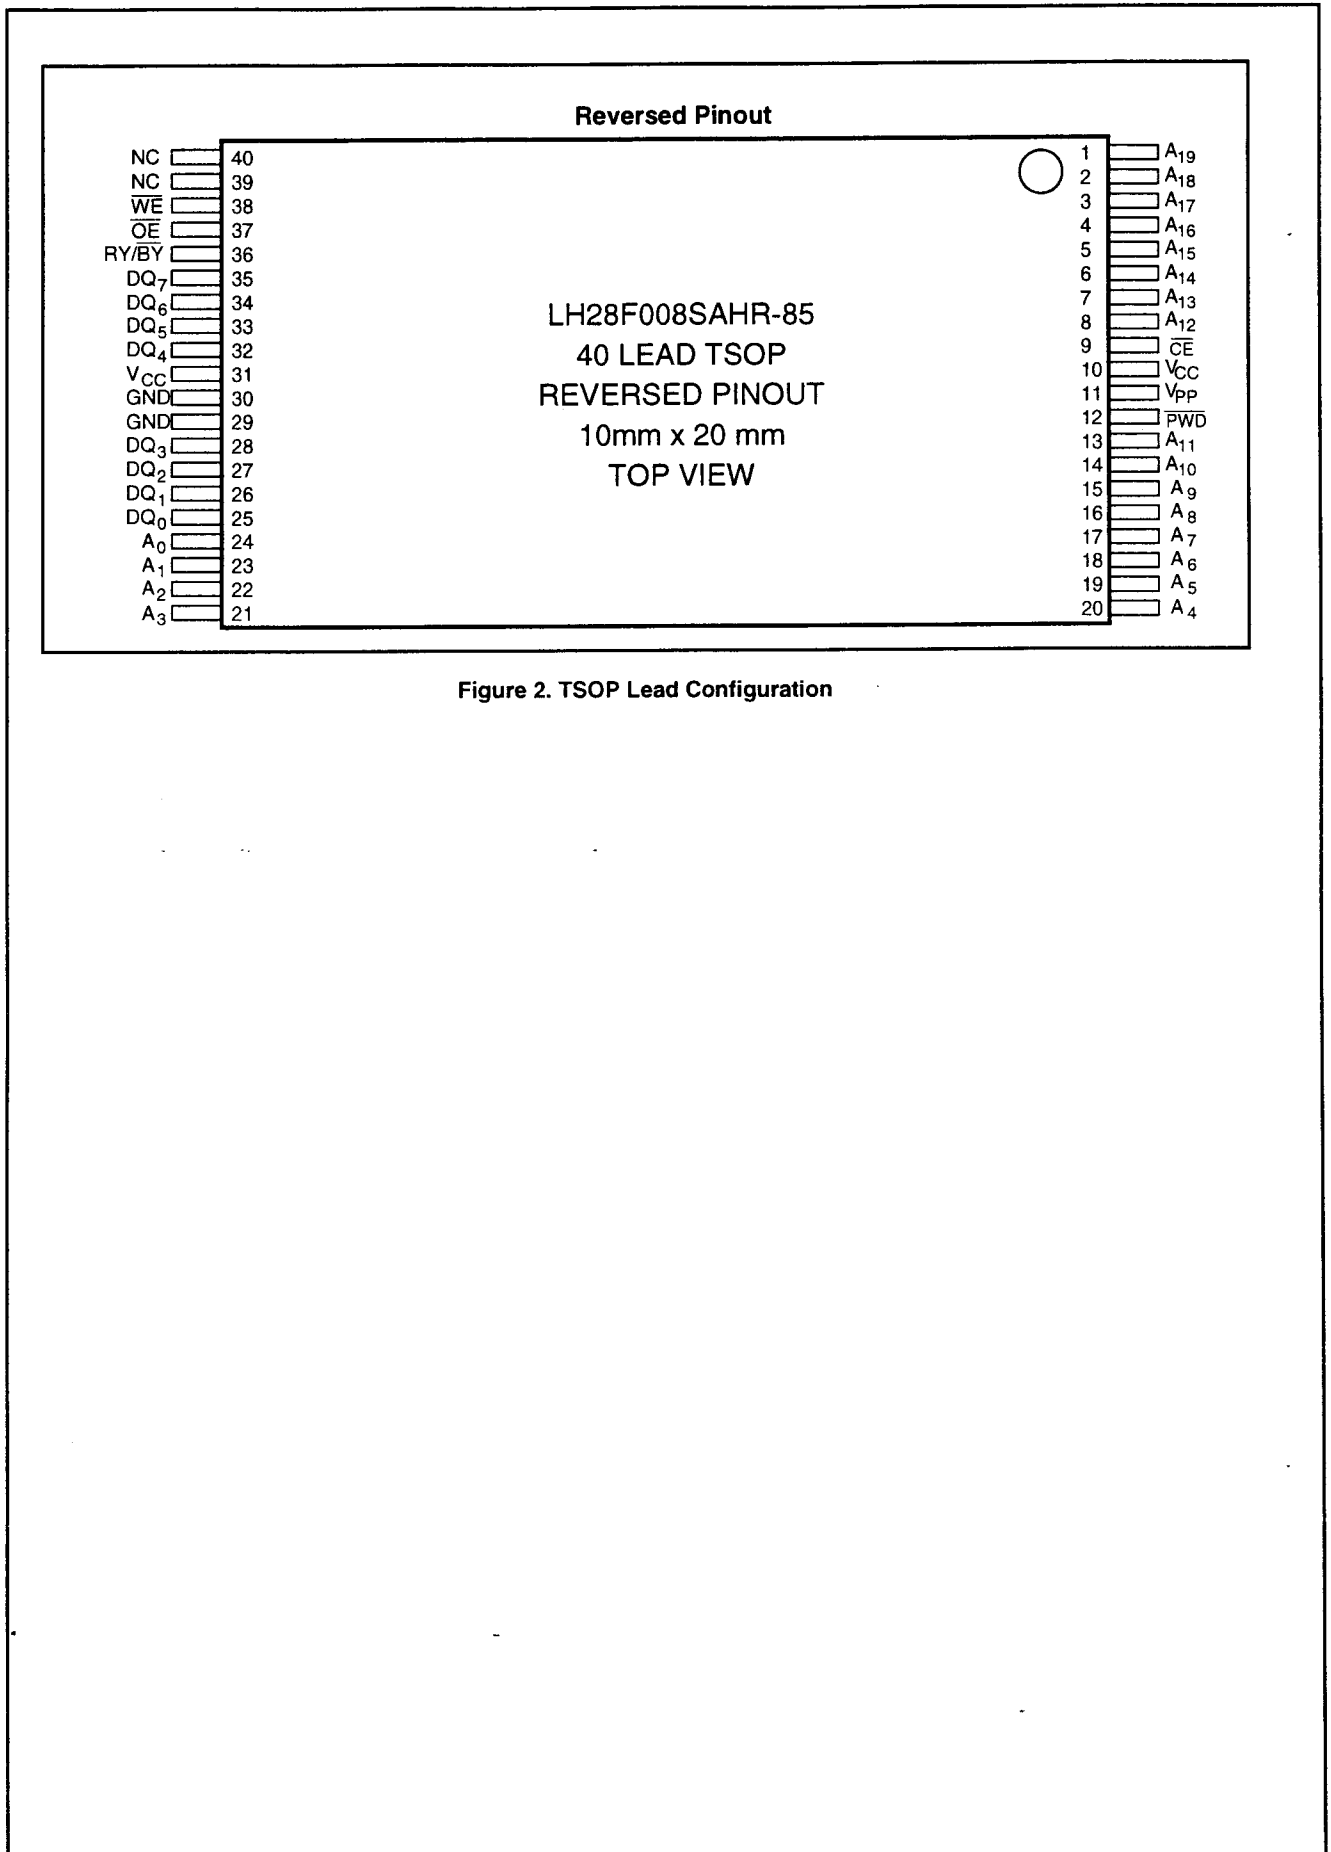 Reversed Pinout
NC 40 1 A19
NC 39 2 A18
W̅E̅ 38 3 A17
O̅E̅ 37 4 A16
RY/B̅Y̅ 36 5 A15
DQ7 35 6 A14
DQ6 34 7 A13
DQ5 33 8 A12
DQ4 32 9 C̅E̅
VCC 31 10 VCC
GND 30 11 VPP
GND 29 12 P̅W̅D̅
DQ3 28 13 A11
DQ2 27 14 A10
DQ1 26 15 A9
DQ0 25 16 A8
A0 24 17 A7
A1 23 18 A6
A2 22 19 A5
A3 21 20 A4
LH28F008SAHR-85
40 LEAD TSOP
REVERSED PINOUT
10mm x 20 mm
TOP VIEW
Figure 2. TSOP Lead Configuration